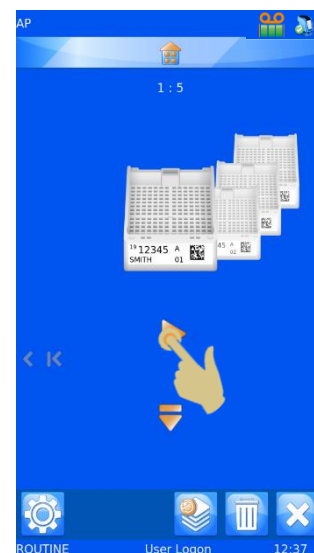 AP
1 : 5
19 12345 A
SMITH 01
45 A
02
ROUTINE User Logon 12:37